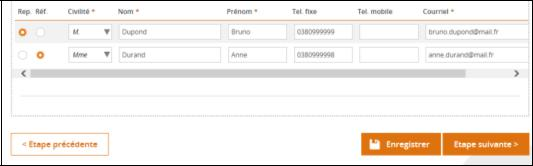 Rep. Réf. Civilité * Nom * Prénom * Tel. fixe Tel. mobile Courriel *
M. Dupond Bruno 0380999999 bruno.dupond@mail.fr
Mme Durand Anne 0380999998 anne.durand@mail.fr
< Etape précédente Enregistrer Etape suivante >